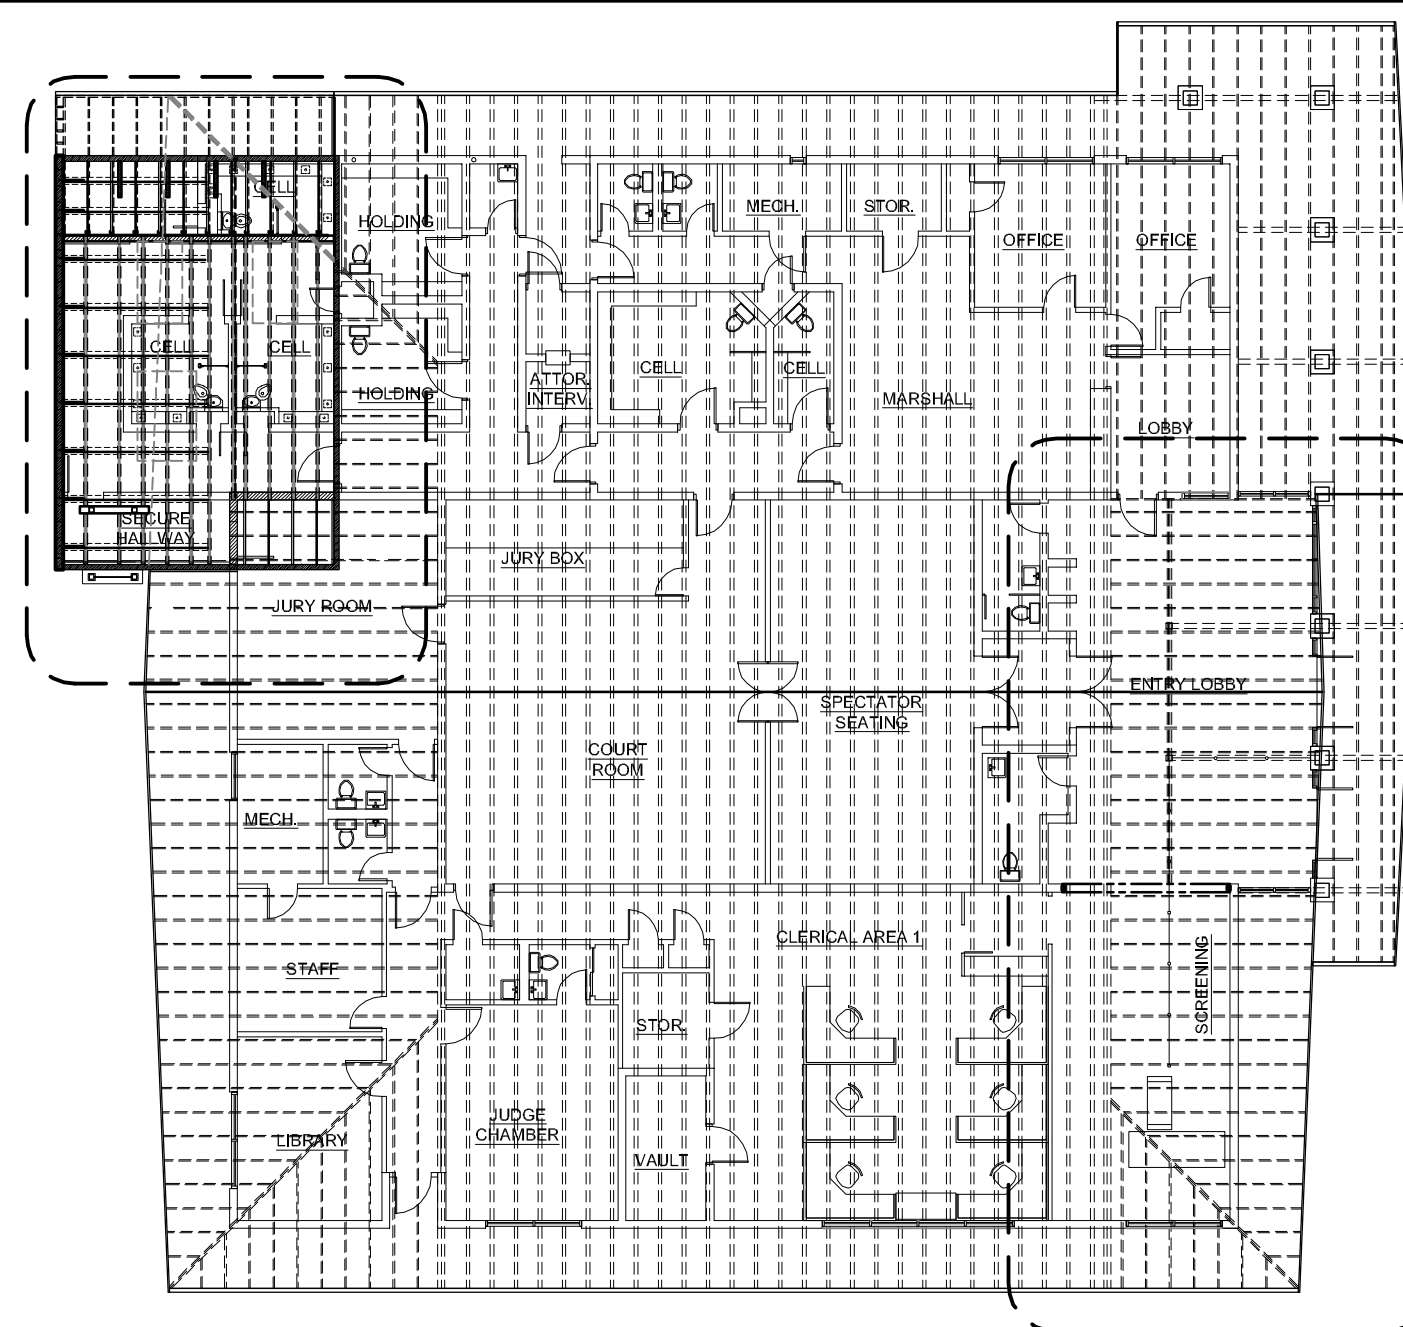 CELL
HOLDING
MECH.
STOR.
OFFICE
OFFICE
CELL
CELL
HOLDING
ATTOR.
INTERV.
CELL
CELL
MARSHALL
LOBBY
SECURE
HALLWAY
JURY BOX
JURY ROOM
ENTRY LOBBY
SPECTATOR
SEATING
COURT
ROOM
MECH.
CLERICAL AREA 1
STAFF
SCREENING
STOR.
JUDGE
CHAMBER
LIBRARY
VAULT